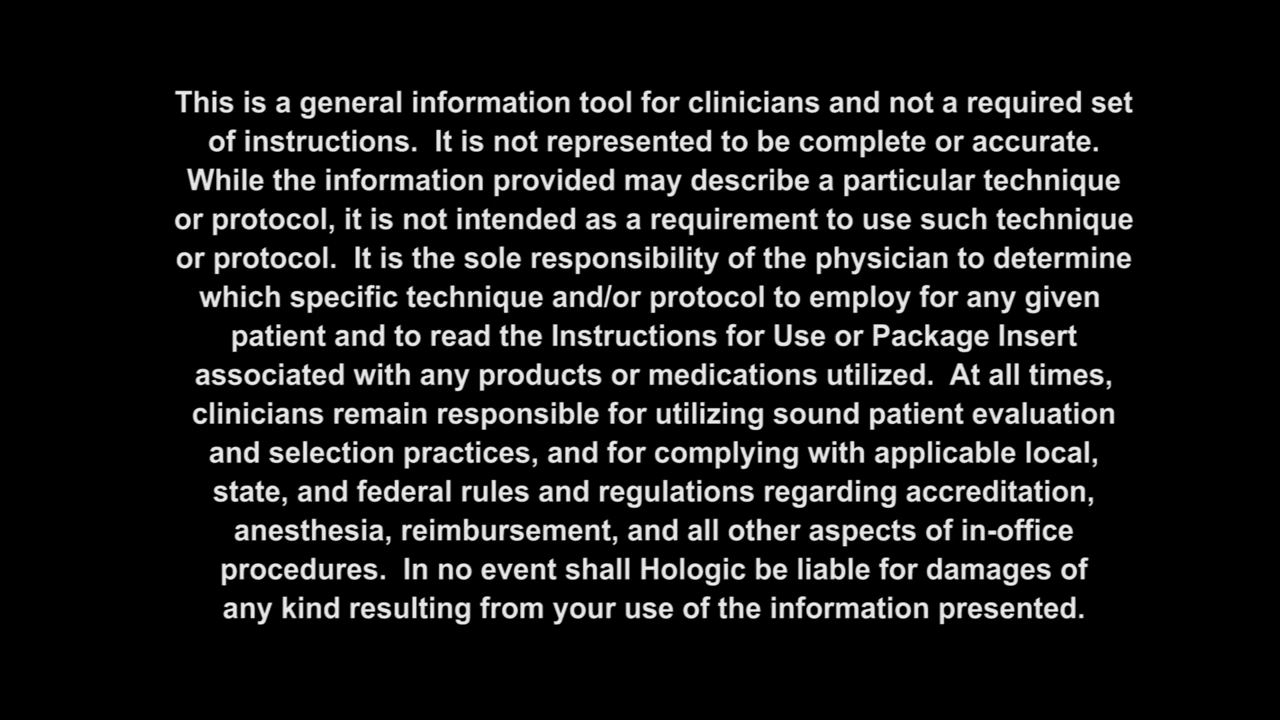 This is a general information tool for clinicians and not a required set
of instructions.  It is not represented to be complete or accurate.
While the information provided may describe a particular technique
or protocol, it is not intended as a requirement to use such technique
or protocol.  It is the sole responsibility of the physician to determine
which specific technique and/or protocol to employ for any given
patient and to read the Instructions for Use or Package Insert
associated with any products or medications utilized.  At all times,
clinicians remain responsible for utilizing sound patient evaluation
and selection practices, and for complying with applicable local,
state, and federal rules and regulations regarding accreditation,
anesthesia, reimbursement, and all other aspects of in-office
procedures.  In no event shall Hologic be liable for damages of
any kind resulting from your use of the information presented.